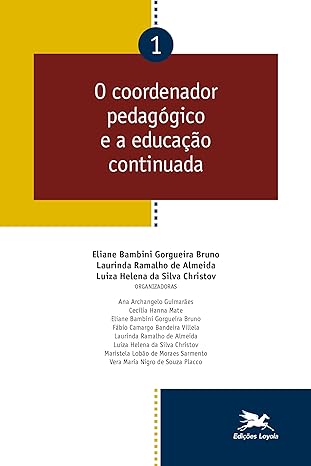 1
O coordenador
pedagógico
e a educação
continuada
Eliane Bambini Gorgueira Bruno
Laurinda Ramalho de Almeida
Luiza Helena da Silva Christov
ORGANIZADORAS
Ana Archangelo Guimarães
Cecília Hanna Mate
Eliane Bambini Gorgueira Bruno
Fábio Camargo Bandeira Villela
Laurinda Ramalho de Almeida
Luiza Helena da Silva Christov
Maristela Lobão de Moraes Sarmento
Vera Maria Nigro de Souza Placco
Edições Loyola